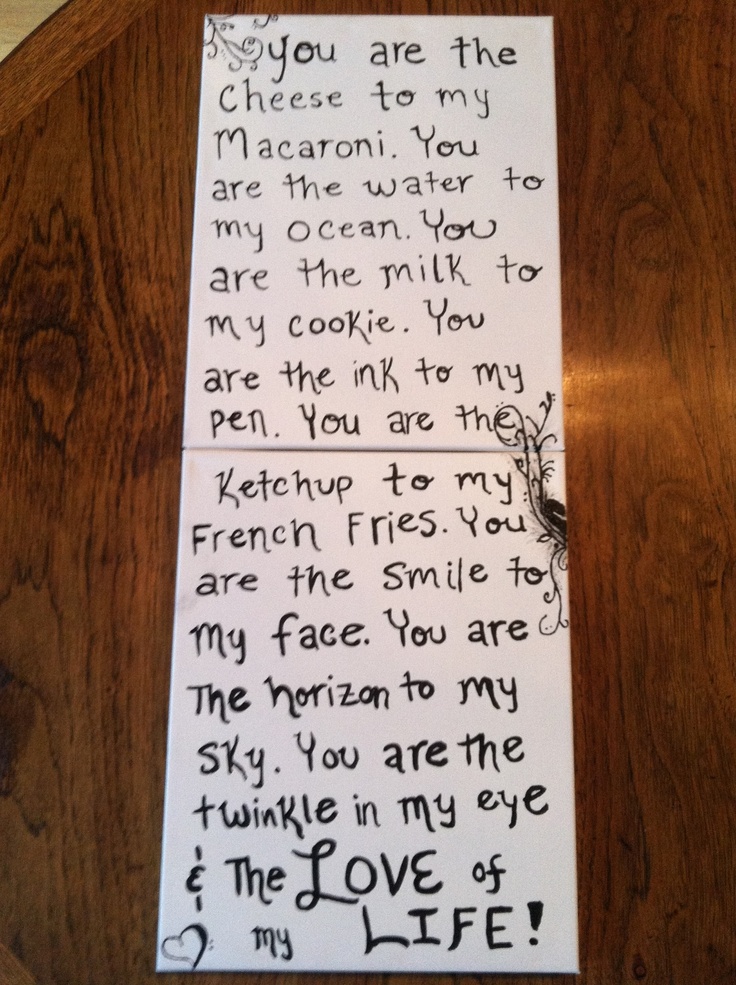 you are the
Cheese to my
Macaroni. You
are the water to
my ocean. You
are the milk to
my cookie. You
are the ink to my
pen. You are the
Ketchup to my
French Fries. You
are the smile to
my face. You are
The horizon to my
sky. You are the
twinkle in my eye
& The LOVE of
my LIFE!